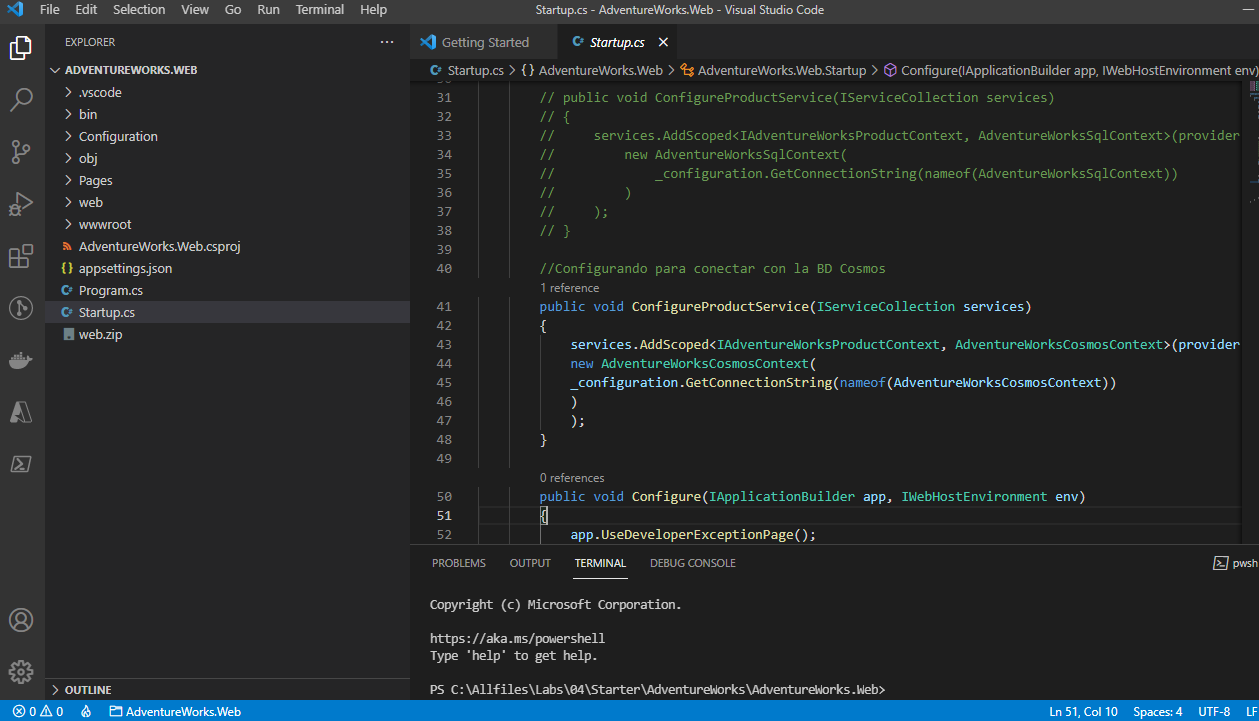 File Edit Selection View Go Run Terminal Help Startup.cs - AdventureWorks.Web - Visual Studio Code
EXPLORER ···
ADVENTUREWORKS.WEB
.vscode
bin
Configuration
obj
Pages
web
wwwroot
AdventureWorks.Web.csproj
{} appsettings.json
C# Program.cs
C# Startup.cs
web.zip
OUTLINE
Getting Started C# Startup.cs ×
C# Startup.cs > {} AdventureWorks.Web > AdventureWorks.Web.Startup > Configure(IApplicationBuilder app, IWebHostEnvironment env)
31 // public void ConfigureProductService(IServiceCollection services)
32 // {
33 //     services.AddScoped<IAdventureWorksProductContext, AdventureWorksSqlContext>(provider
34 //         new AdventureWorksSqlContext(
35 //             _configuration.GetConnectionString(nameof(AdventureWorksSqlContext))
36 //         )
37 //     );
38 // }
39
40 //Configurando para conectar con la BD Cosmos
1 reference
41 public void ConfigureProductService(IServiceCollection services)
42 {
43     services.AddScoped<IAdventureWorksProductContext, AdventureWorksCosmosContext>(provider
44     new AdventureWorksCosmosContext(
45     _configuration.GetConnectionString(nameof(AdventureWorksCosmosContext))
46     )
47     );
48 }
49
0 references
50 public void Configure(IApplicationBuilder app, IWebHostEnvironment env)
51 {
52     app.UseDeveloperExceptionPage();
PROBLEMS OUTPUT TERMINAL DEBUG CONSOLE pwsh
Copyright (c) Microsoft Corporation.
https://aka.ms/powershell
Type 'help' to get help.
PS C:\Allfiles\Labs\04\Starter\AdventureWorks\AdventureWorks.Web>
0 0 AdventureWorks.Web Ln 51, Col 10 Spaces: 4 UTF-8 LF